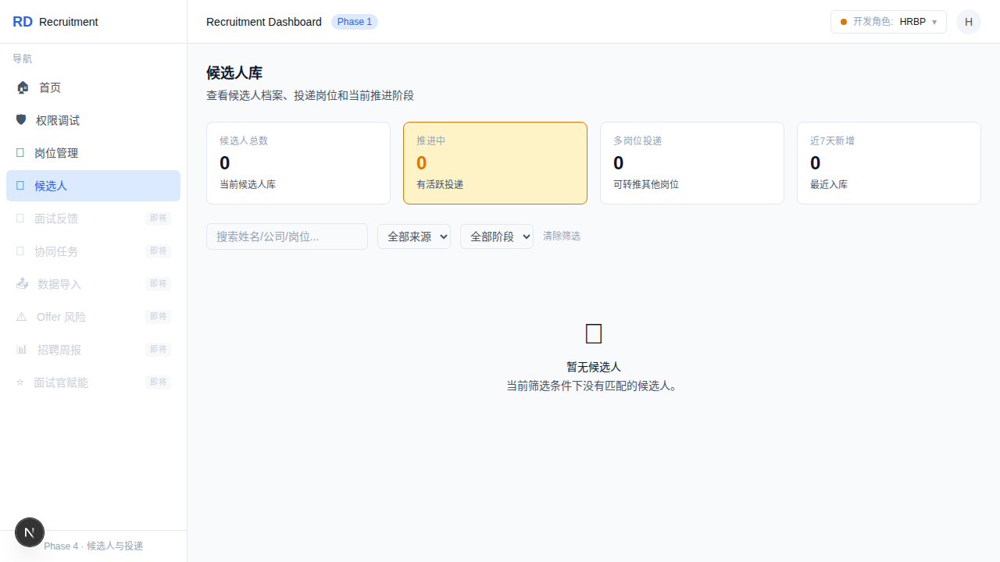 RD Recruitment
Recruitment Dashboard Phase 1
开发角色: HRBP
H
导航
首页
权限调试
岗位管理
候选人
面试反馈 即将
协同任务 即将
数据导入 即将
Offer 风险 即将
招聘周报 即将
面试官赋能 即将
N
Phase 4 · 候选人与投递
候选人库
查看候选人档案、投递岗位和当前推进阶段
候选人总数
0
当前候选人库
推进中
0
有活跃投递
多岗位投递
0
可转推其他岗位
近7天新增
0
最近入库
搜索姓名/公司/岗位...
全部来源
全部阶段
清除筛选
暂无候选人
当前筛选条件下没有匹配的候选人。